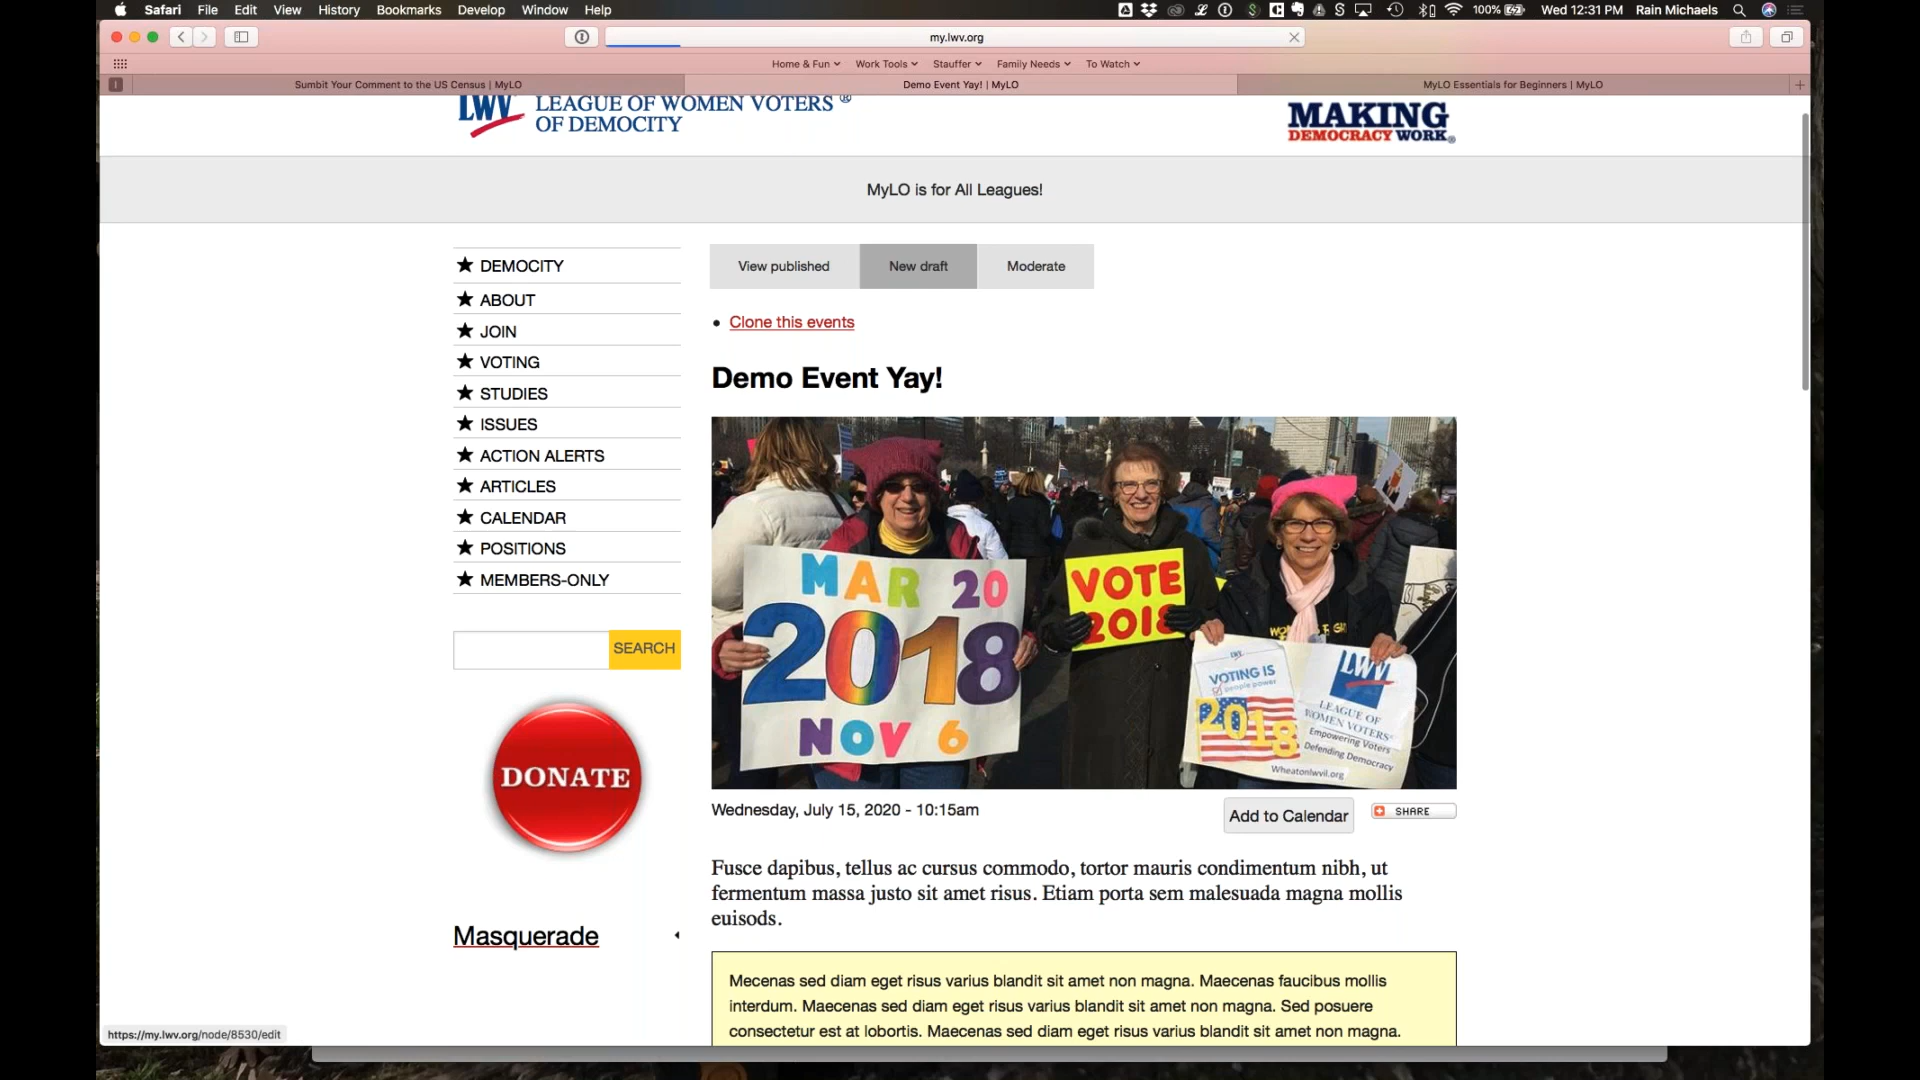 Safari File Edit View History Bookmarks Develop Window Help 100% Wed 12:31 PM Rain Michaels
my.lwv.org
Home & Fun Work Tools Stauffer Family Needs To Watch
Sumbit Your Comment to the US Census | MyLO Demo Event Yay! | MyLO MyLO Essentials for Beginners | MyLO
LWV LEAGUE OF WOMEN VOTERS ®
OF DEMOCITY
MAKING
DEMOCRACY WORK®
MyLO is for All Leagues!
★ DEMOCITY
★ ABOUT
★ JOIN
★ VOTING
★ STUDIES
★ ISSUES
★ ACTION ALERTS
★ ARTICLES
★ CALENDAR
★ POSITIONS
★ MEMBERS-ONLY
SEARCH
DONATE
Masquerade
View published New draft Moderate
• Clone this events
Demo Event Yay!
MAR 20
2018
NOV 6
VOTE
2018
LWV
VOTING IS
people power
2018
LWV
LEAGUE OF
WOMEN VOTERS
Empowering Voters
Defending Democracy
Wheatonlwvil.org
Wednesday, July 15, 2020 - 10:15am
Add to Calendar SHARE
Fusce dapibus, tellus ac cursus commodo, tortor mauris condimentum nibh, ut
fermentum massa justo sit amet risus. Etiam porta sem malesuada magna mollis
euisods.
Mecenas sed diam eget risus varius blandit sit amet non magna. Maecenas faucibus mollis
interdum. Maecenas sed diam eget risus varius blandit sit amet non magna. Sed posuere
consectetur est at lobortis. Maecenas sed diam eget risus varius blandit sit amet non magna.
https://my.lwv.org/node/8530/edit